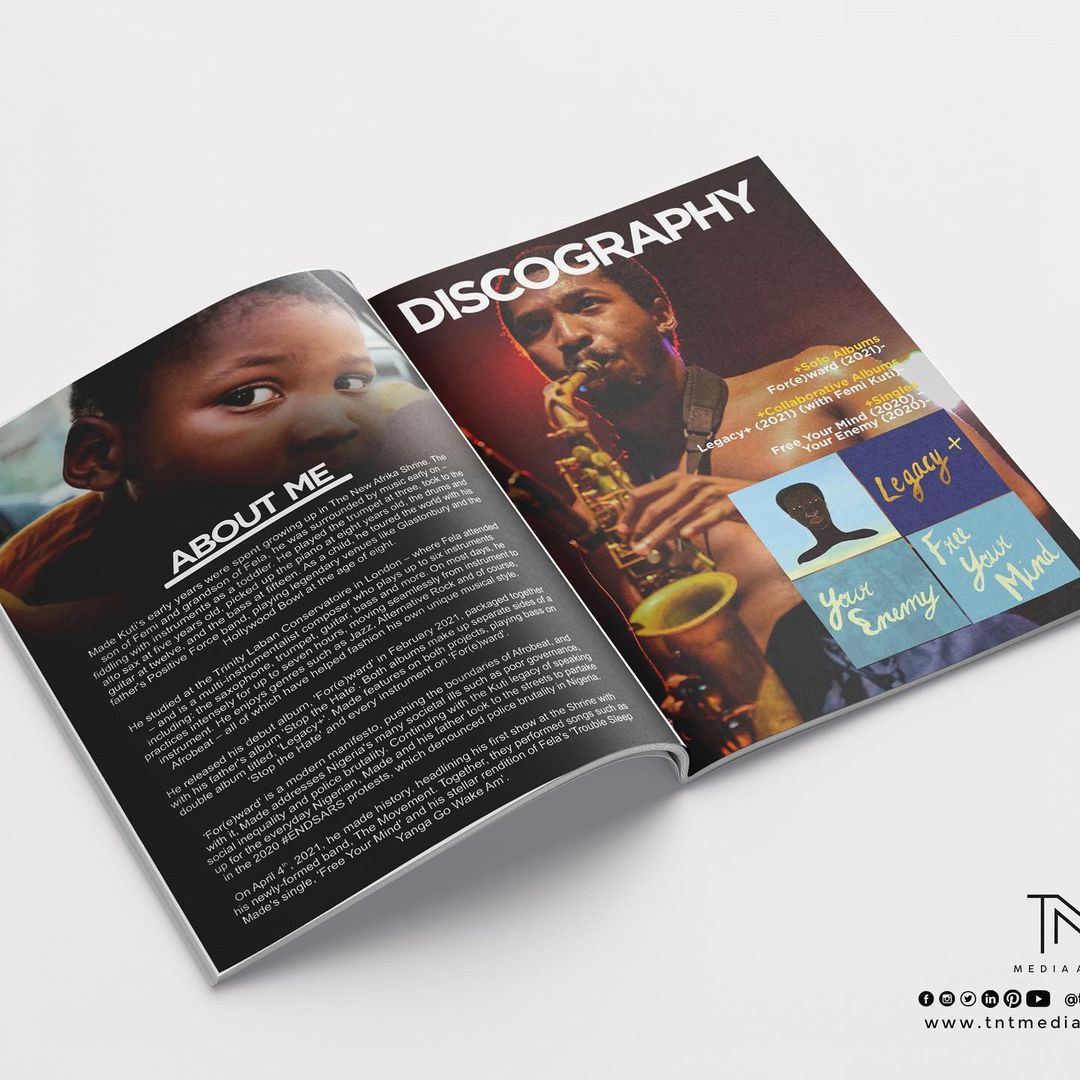 ABOUT ME
Made Kuti's early years were spent growing up in The New Afrika Shrine. The
son of Femi and grandson of Fela, he was surrounded by music early on –
fiddling with instruments as a toddler. He played the trumpet at three, took to the
alto sax at five years old, picked up the piano at eight years old, the drums and
guitar at twelve, and the bass at fifteen. As a child, he toured the world with his
father's Positive Force band, playing legendary venues like Glastonbury and the
Hollywood Bowl at the age of eight.
He studied at the Trinity Laban Conservatoire in London – where Fela attended
– and is a multi-instrumentalist composer who plays up to six instruments
including: the saxophone, trumpet, guitar bass and more. On most days, he
practices intensely for up to seven hours, moving seamlessly from instrument to
instrument. He enjoys genres such as Jazz, Alternative Rock and of course,
Afrobeat – all of which have helped fashion his own unique musical style.
He released his debut album, 'For(e)ward' in February 2021, packaged together
with his father's album 'Stop the Hate'. Both albums make up separate sides of a
double album titled 'Legacy+'. Made features on both projects, playing bass on
'Stop the Hate' and every instrument on 'For(e)ward'.
'For(e)ward' is a modern manifesto, pushing the boundaries of Afrobeat, and
with it, Made addresses Nigeria's many societal ills such as poor governance,
social inequality and police brutality. Continuing with the Kuti legacy of speaking
up for the everyday Nigerian, Made and his father took to the streets to partake
in the 2020 #ENDSARS protests, which denounced police brutality in Nigeria.
On April 4th, 2021, he made history, headlining his first show at the Shrine with
his newly-formed band, The Movement. Together, they performed songs such as
Made's single, 'Free Your Mind' and his stellar rendition of Fela's 'Trouble Sleep
Yanga Go Wake Am'.
DISCOGRAPHY
+Solo Albums
For(e)ward (2021)-
+Collaborative Albums
Legacy+ (2021) (with Femi Kuti)-
+Singles
Free Your Mind (2020)-
Your Enemy (2020)-
Legacy +
Your
Enemy
Free
Your
Mind
TN
MEDIA A
www.tntmedia